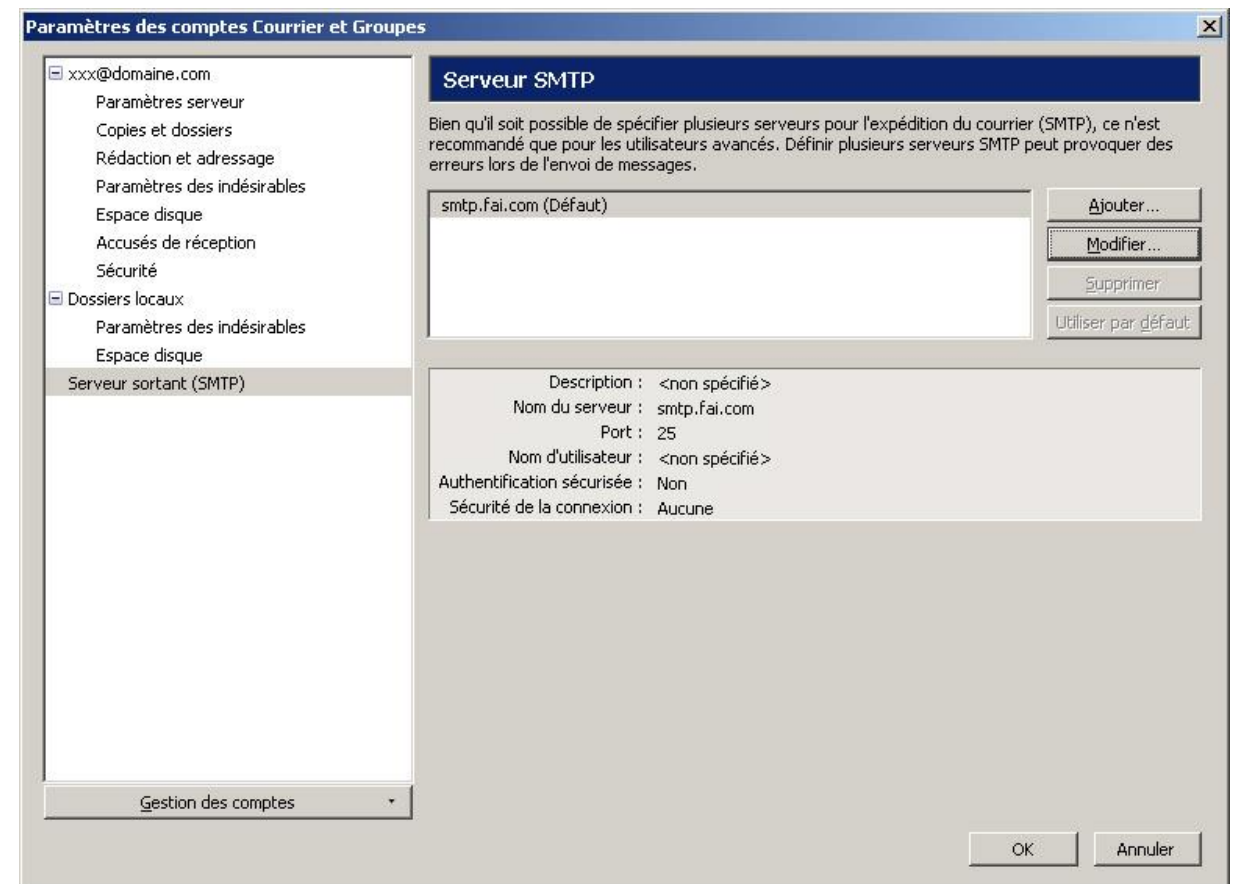 Paramètres des comptes Courrier et Groupes
xxx@domaine.com
Paramètres serveur
Copies et dossiers
Rédaction et adressage
Paramètres des indésirables
Espace disque
Accusés de réception
Sécurité
Dossiers locaux
Paramètres des indésirables
Espace disque
Serveur sortant (SMTP)
Gestion des comptes
Serveur SMTP
Bien qu'il soit possible de spécifier plusieurs serveurs pour l'expédition du courrier (SMTP), ce n'est
recommandé que pour les utilisateurs avancés. Définir plusieurs serveurs SMTP peut provoquer des
erreurs lors de l'envoi de messages.
smtp.fai.com (Défaut)
Ajouter...
Modifier...
Supprimer
Utiliser par défaut
Description : <non spécifié>
Nom du serveur : smtp.fai.com
Port : 25
Nom d'utilisateur : <non spécifié>
Authentification sécurisée : Non
Sécurité de la connexion : Aucune
OK
Annuler